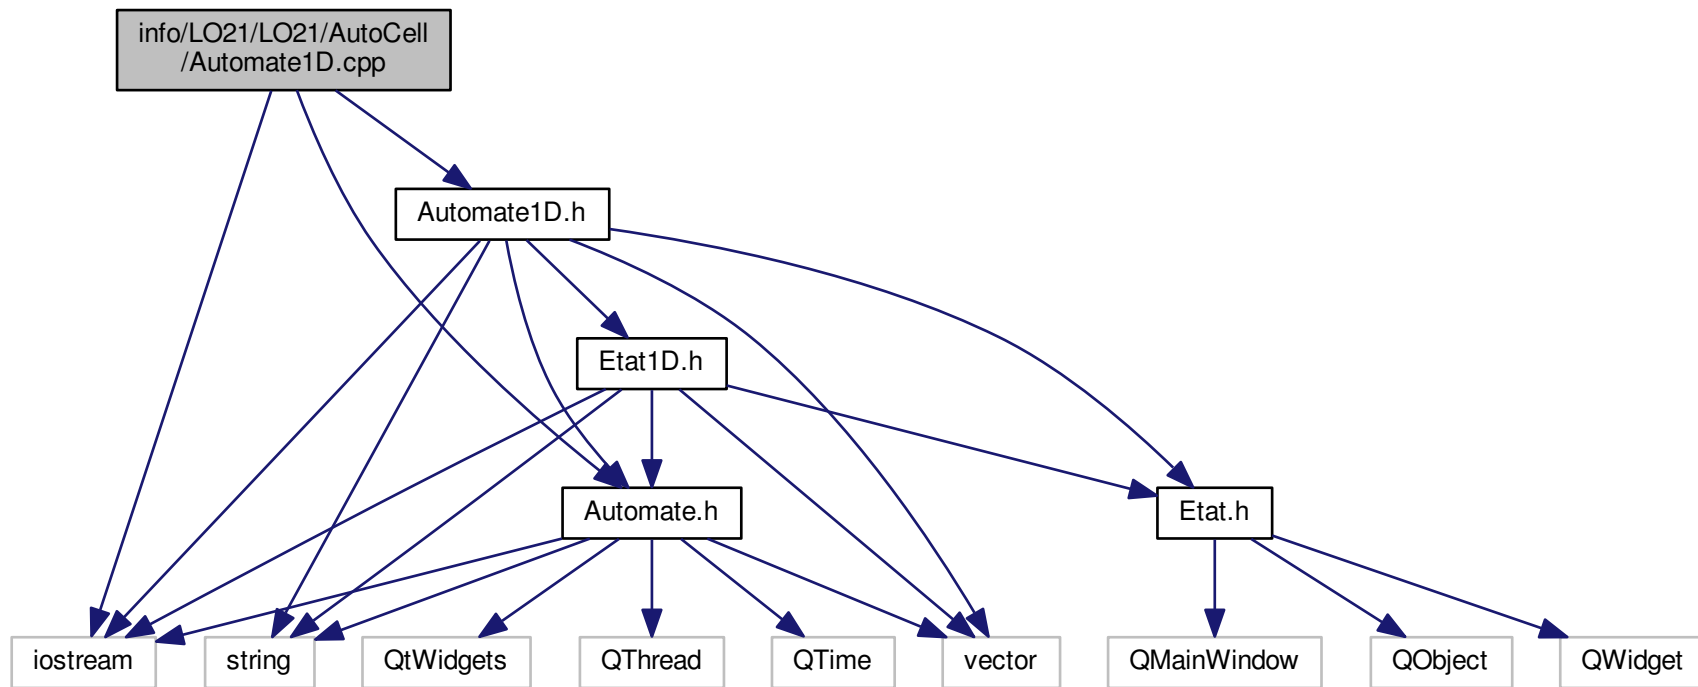 info/LO21/LO21/AutoCell
/Automate1D.cpp
Automate1D.h
Etat1D.h
Automate.h
Etat.h
iostream
string
QtWidgets
QThread
QTime
vector
QMainWindow
QObject
QWidget